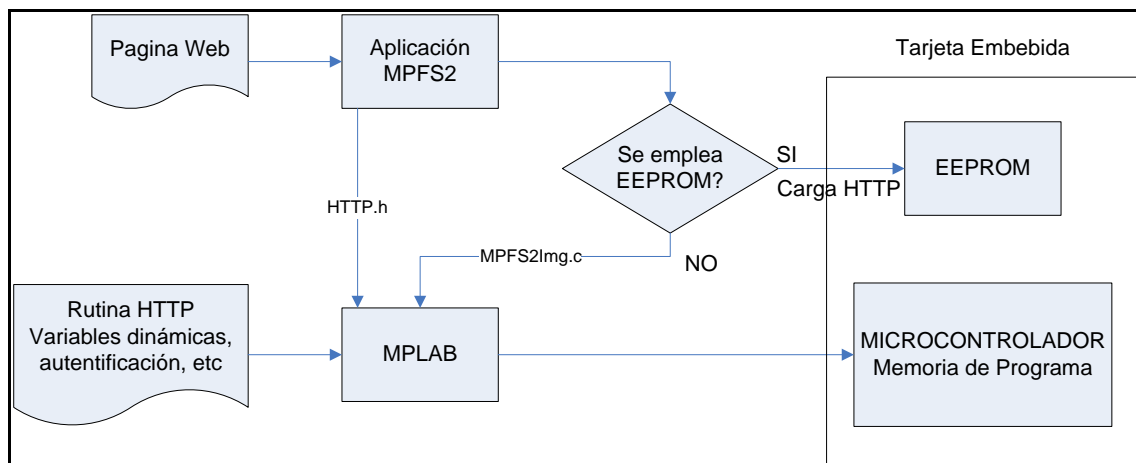 Pagina Web
Aplicación
MPFS2
Tarjeta Embebida
Se emplea
EEPROM?
SI
Carga HTTP
EEPROM
HTTP.h
MPFS2Img.c
NO
Rutina HTTP
Variables dinámicas,
autentificación, etc
MPLAB
MICROCONTROLADOR
Memoria de Programa